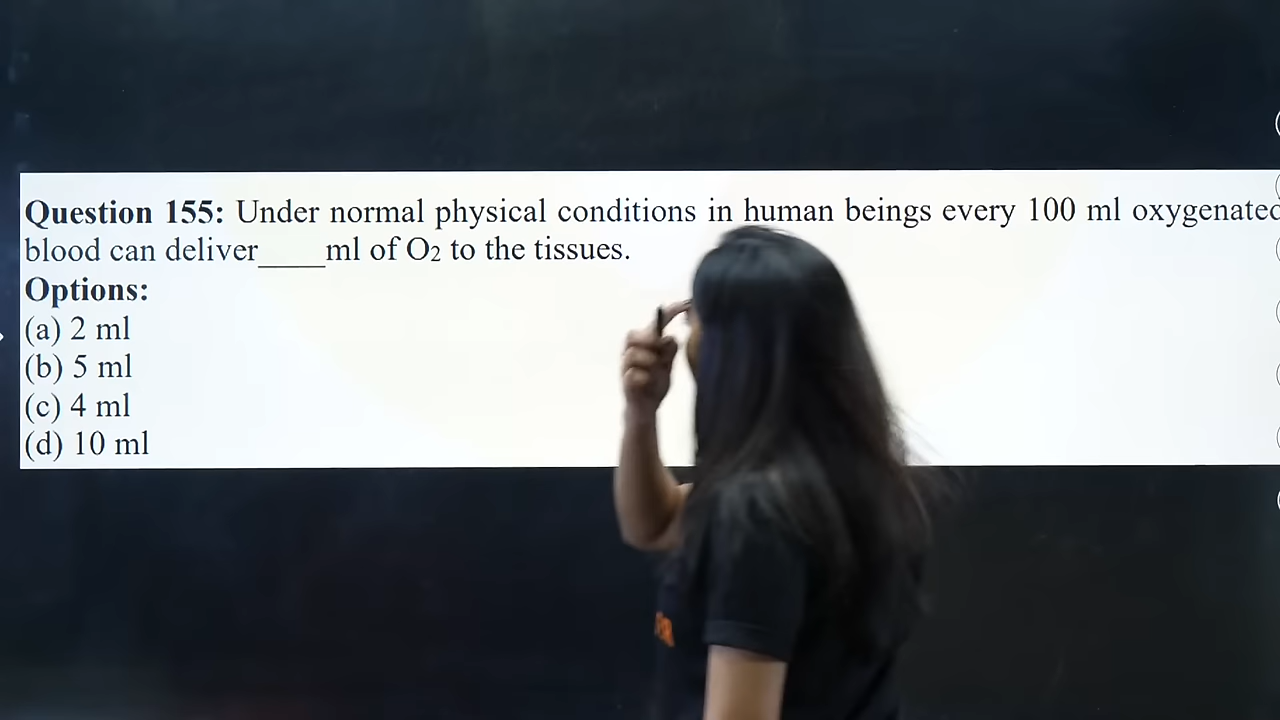 Question 155: Under normal physical conditions in human beings every 100 ml oxygenated
blood can deliver____ml of O2 to the tissues.
Options:
(a) 2 ml
(b) 5 ml
(c) 4 ml
(d) 10 ml